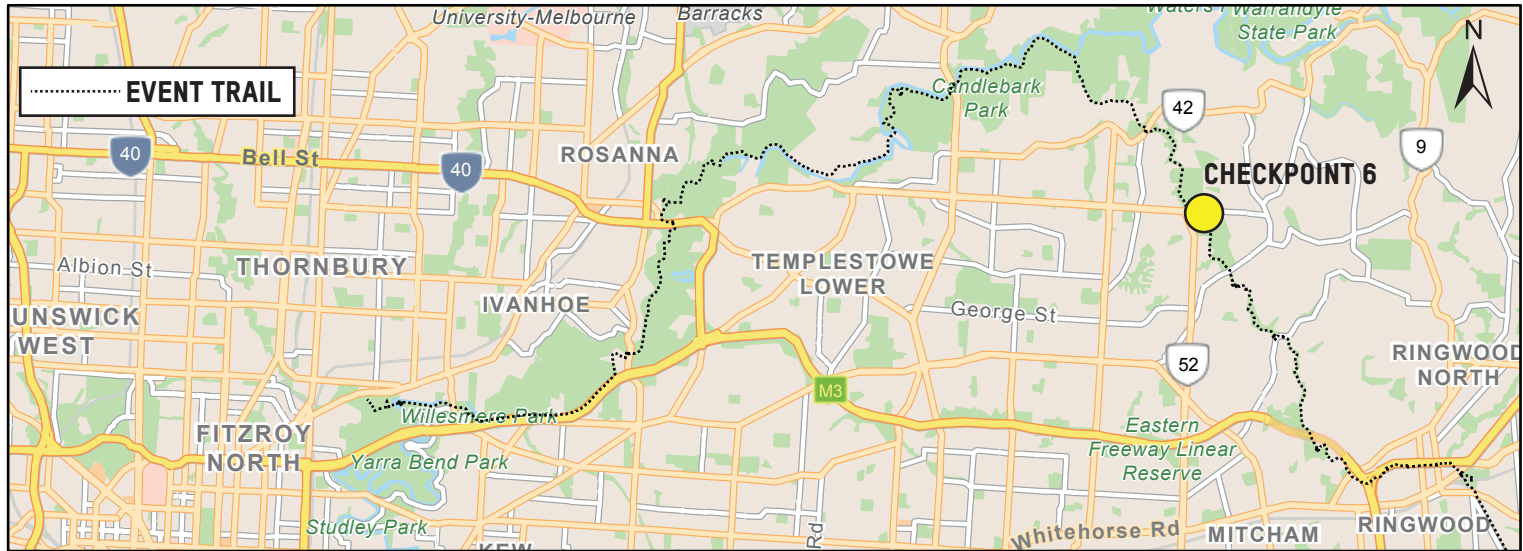 University-Melbourne
Barracks
Warrandyte
State Park
N
EVENT TRAIL
Candlebark
Park
42
40
Bell St
40
ROSANNA
9
CHECKPOINT 6
Albion St
THORNBURY
TEMPLESTOWE
LOWER
IVANHOE
George St
UNSWICK
WEST
52
RINGWOOD
NORTH
M3
Willesmere Park
FITZROY
NORTH
Eastern
Freeway Linear
Reserve
Yarra Bend Park
Studley Park
Rd
Whitehorse Rd
MITCHAM
RINGWOOD
KEW